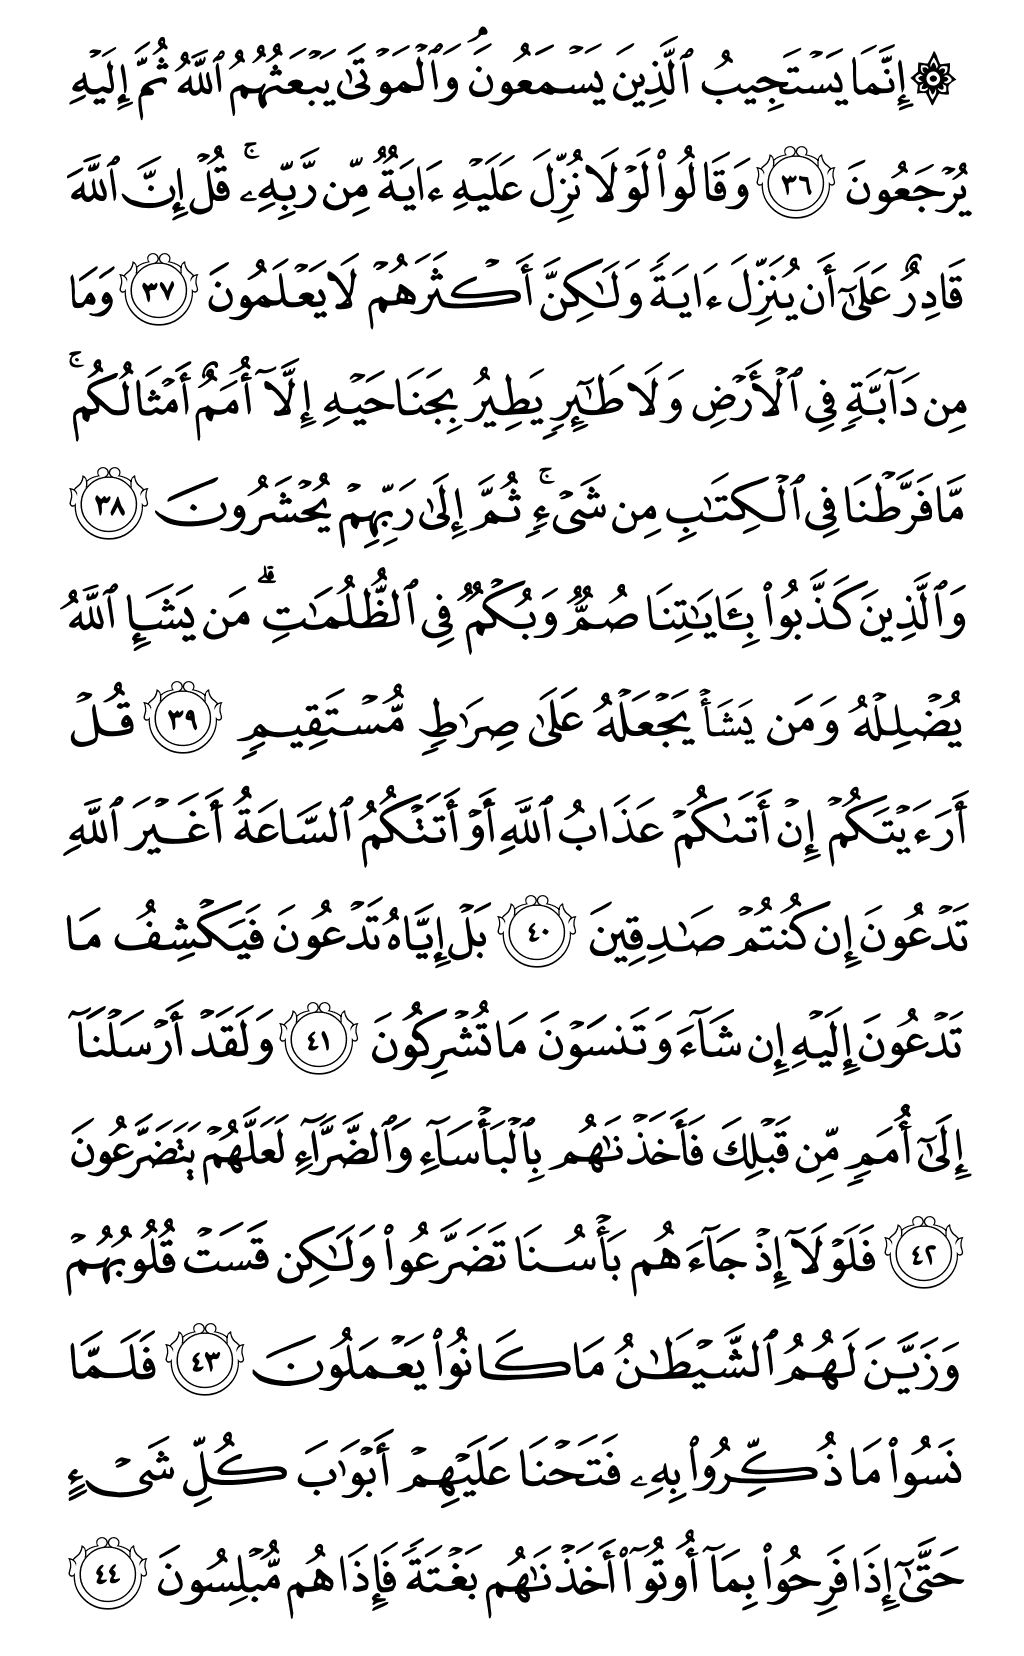 ۞ إِنَّمَا يَسْتَجِيبُ ٱلَّذِينَ يَسْمَعُونَۘ وَٱلْمَوْتَىٰ يَبْعَثُهُمُ ٱللَّهُ ثُمَّ إِلَيْهِ
يُرْجَعُونَ ٣٦ وَقَالُوا۟ لَوْلَا نُزِّلَ عَلَيْهِ ءَايَةٌ مِّن رَّبِّهِۦۚ قُلْ إِنَّ ٱللَّهَ
قَادِرٌ عَلَىٰٓ أَن يُنَزِّلَ ءَايَةً وَلَـٰكِنَّ أَكْثَرَهُمْ لَا يَعْلَمُونَ ٣٧ وَمَا
مِن دَآبَّةٍ فِى ٱلْأَرْضِ وَلَا طَـٰٓئِرٍ يَطِيرُ بِجَنَاحَيْهِ إِلَّآ أُمَمٌ أَمْثَالُكُمۚ
مَّا فَرَّطْنَا فِى ٱلْكِتَـٰبِ مِن شَىْءٍۚ ثُمَّ إِلَىٰ رَبِّهِمْ يُحْشَرُونَ ٣٨
وَٱلَّذِينَ كَذَّبُوا۟ بِـَٔايَـٰتِنَا صُمٌّ وَبُكْمٌ فِى ٱلظُّلُمَـٰتِۗ مَن يَشَإِ ٱللَّهُ
يُضْلِلْهُ وَمَن يَشَأْ يَجْعَلْهُ عَلَىٰ صِرَٰطٍ مُّسْتَقِيمٍ ٣٩ قُلْ
أَرَءَيْتَكُمْ إِنْ أَتَىٰكُمْ عَذَابُ ٱللَّهِ أَوْ أَتَتْكُمُ ٱلسَّاعَةُ أَغَيْرَ ٱللَّهِ
تَدْعُونَ إِن كُنتُمْ صَـٰدِقِينَ ٤٠ بَلْ إِيَّاهُ تَدْعُونَ فَيَكْشِفُ مَا
تَدْعُونَ إِلَيْهِ إِن شَآءَ وَتَنسَوْنَ مَا تُشْرِكُونَ ٤١ وَلَقَدْ أَرْسَلْنَآ
إِلَىٰٓ أُمَمٍ مِّن قَبْلِكَ فَأَخَذْنَـٰهُم بِٱلْبَأْسَآءِ وَٱلضَّرَّآءِ لَعَلَّهُمْ يَتَضَرَّعُونَ
٤٢ فَلَوْلَآ إِذْ جَآءَهُم بَأْسُنَا تَضَرَّعُوا۟ وَلَـٰكِن قَسَتْ قُلُوبُهُمْ
وَزَيَّنَ لَهُمُ ٱلشَّيْطَـٰنُ مَا كَانُوا۟ يَعْمَلُونَ ٤٣ فَلَمَّا
نَسُوا۟ مَا ذُكِّرُوا۟ بِهِۦ فَتَحْنَا عَلَيْهِمْ أَبْوَٰبَ كُلِّ شَىْءٍ
حَتَّىٰٓ إِذَا فَرِحُوا۟ بِمَآ أُوتُوٓا۟ أَخَذْنَـٰهُم بَغْتَةً فَإِذَا هُم مُّبْلِسُونَ ٤٤